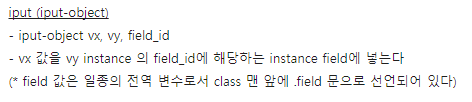 iput (iput-object)
- iput-object vx, vy, field_id
- vx 값을 vy instance 의 field_id에 해당하는 instance field에 넣는다
(* field 값은 일종의 전역 변수로서 class 맨 앞에 .field 문으로 선언되어 있다)